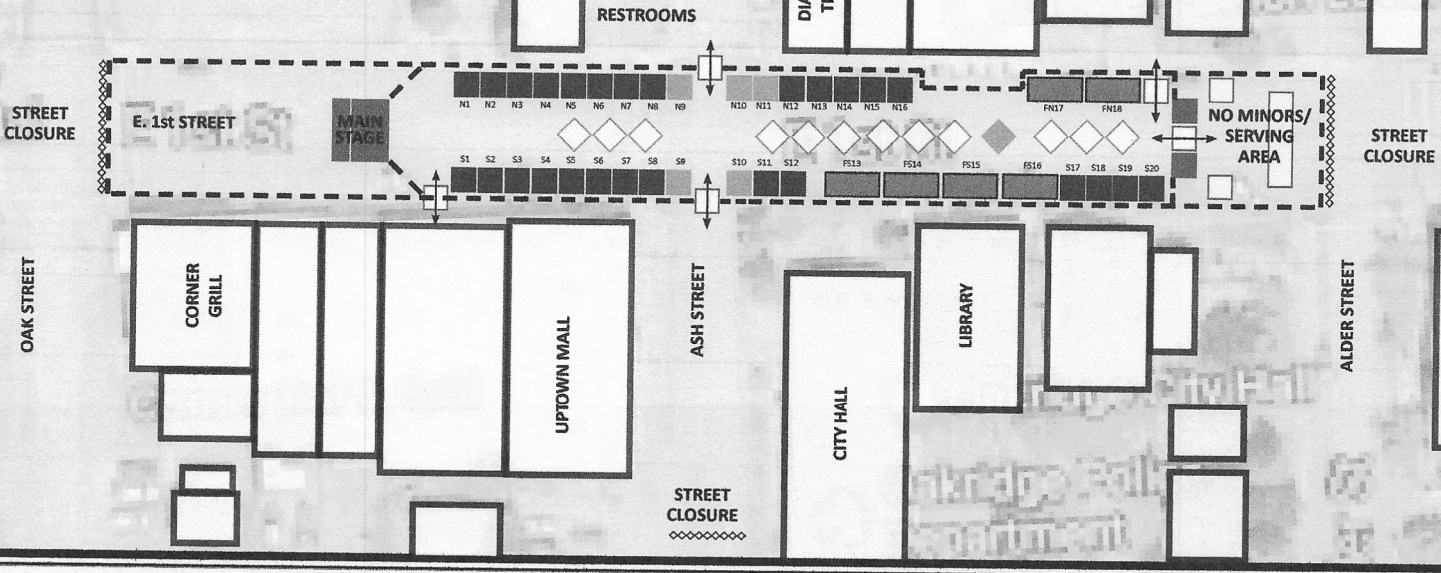 RESTROOMS
STREET
CLOSURE
E. 1st STREET
MAIN
STAGE
N1 N2 N3 N4 N5 N6 N7 N8 N9 N10 N11 N12 N13 N14 N15 N16 FN17 FN18
NO MINORS/
SERVING
AREA
STREET
CLOSURE
S1 S2 S3 S4 S5 S6 S7 S8 S9 S10 S11 S12 FS13 FS14 FS15 FS16 S17 S18 S19 S20
OAK STREET
CORNER
GRILL
UPTOWN MALL
ASH STREET
CITY HALL
LIBRARY
ALDER STREET
STREET
CLOSURE